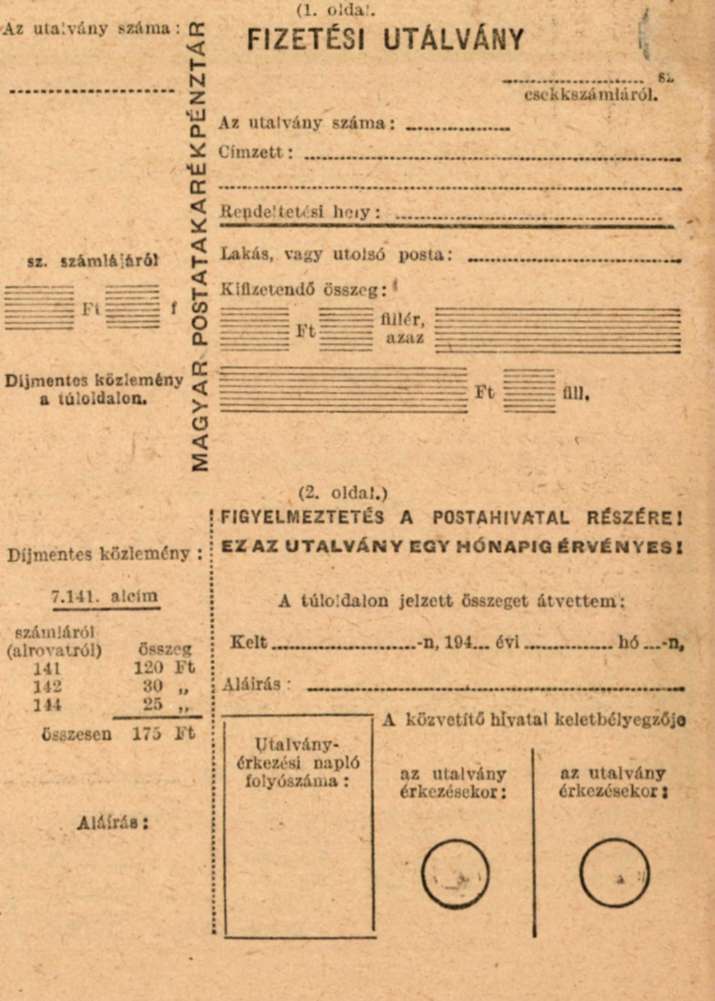 (1. oldal.
Az utalvány száma:
MAGYAR POSTATAKARÉKPÉNZTÁR
FIZETÉSI UTÁLVÁNY
sz.
csekkszámláról.
Az utalvány száma:
Címzett:
Rendeltetési hely:
Lakás, vagy utolsó posta:
sz. számlájáról
Ft f
Kifizetendő összeg:
Ft fillér, azaz
Díjmentes közlemény
a túloldalon.
Ft fill.
(2. oldal.)
FIGYELMEZTETÉS A POSTAHIVATAL RÉSZÉRE!
EZ AZ UTALVÁNY EGY HÓNAPIG ÉRVÉNYES!
Díjmentes közlemény:
7.141. alcím
számláról
(alrovatról) összeg
141 120 Ft
142 30 „
144 25 „
összesen 175 Ft
Aláírás:
A túloldalon jelzett összeget átvettem:
Kelt ...-n, 194... évi ... hó ...-n,
Aláírás:
Utalvány-
érkezési napló
folyószáma:
A közvetítő hivatal keletbélyegzője
az utalvány
érkezésekor:
az utalvány
érkezésekor: